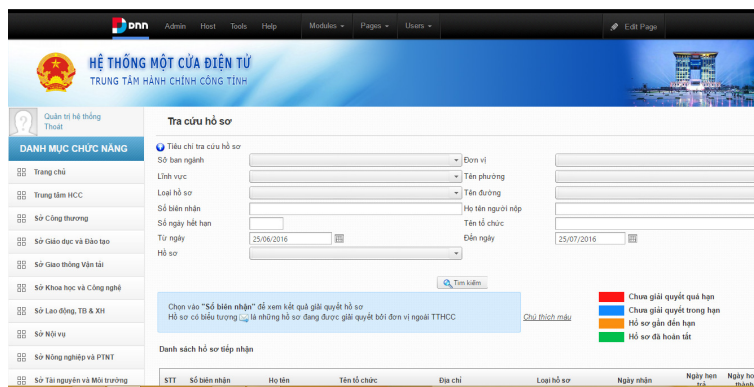 DNN Admin Host Tools Help Modules Pages Users Edit Page
HỆ THỐNG MỘT CỬA ĐIỆN TỬ
TRUNG TÂM HÀNH CHÍNH CÔNG TỈNH
Quản trị hệ thống
Thoát
Tra cứu hồ sơ
DANH MỤC CHỨC NĂNG
Trang chủ
Trung tâm HCC
Sở Công thương
Sở Giáo dục và Đào tạo
Sở Giao thông Vận tải
Sở Khoa học và Công nghệ
Sở Lao động, TB & XH
Sở Nội vụ
Sở Nông nghiệp và PTNT
Sở Tài nguyên và Môi trường
Tiêu chí tra cứu hồ sơ
Sở ban ngành Đơn vị
Lĩnh vực Tên phường
Loại hồ sơ Tên đường
Số biên nhận Họ tên người nộp
Số ngày hết hạn Tên tổ chức
Từ ngày 25/06/2016 Đến ngày 25/07/2016
Hồ sơ
Tìm kiếm
Chọn vào "Số biên nhận" để xem kết quả giải quyết hồ sơ
Hồ sơ có biểu tượng là những hồ sơ đang được giải quyết bởi đơn vị ngoài TTHCC
Chú thích màu
Chưa giải quyết quá hạn
Chưa giải quyết trong hạn
Hồ sơ gần đến hạn
Hồ sơ đã hoàn tất
Danh sách hồ sơ tiếp nhận
STT Số biên nhận Họ tên Tên tổ chức Địa chỉ Loại hồ sơ Ngày nhận Ngày hẹn trả